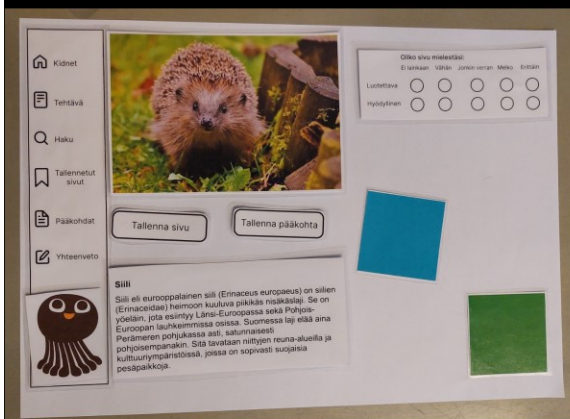 Kidnet
Tehtävä
Haku
Tallennetut
sivut
Pääkohdat
Yhteenveto
Tallenna sivu
Tallenna pääkohta
Siili
Siili eli eurooppalainen siili (Erinaceus europaeus) on siilien
(Erinaceidae) heimoon kuuluva piikikäs nisäkäslaji. Se on
yöeläin, jota esiintyy Länsi-Euroopassa sekä Pohjois-
Euroopan lauhkeimmissa osissa. Suomessa laji elää aina
Perämeren pohjukassa asti, satunnaisesti
pohjoisempanakin. Sitä tavataan niittyjen reuna-alueilla ja
kulttuuriympäristöissä, joissa on sopivasti suojaisia
pesäpaikkoja.
Oliko sivu mielestäsi:
Ei lainkaan Vähän Jonkin verran Melko Erittäin
Luotettava
Hyödyllinen